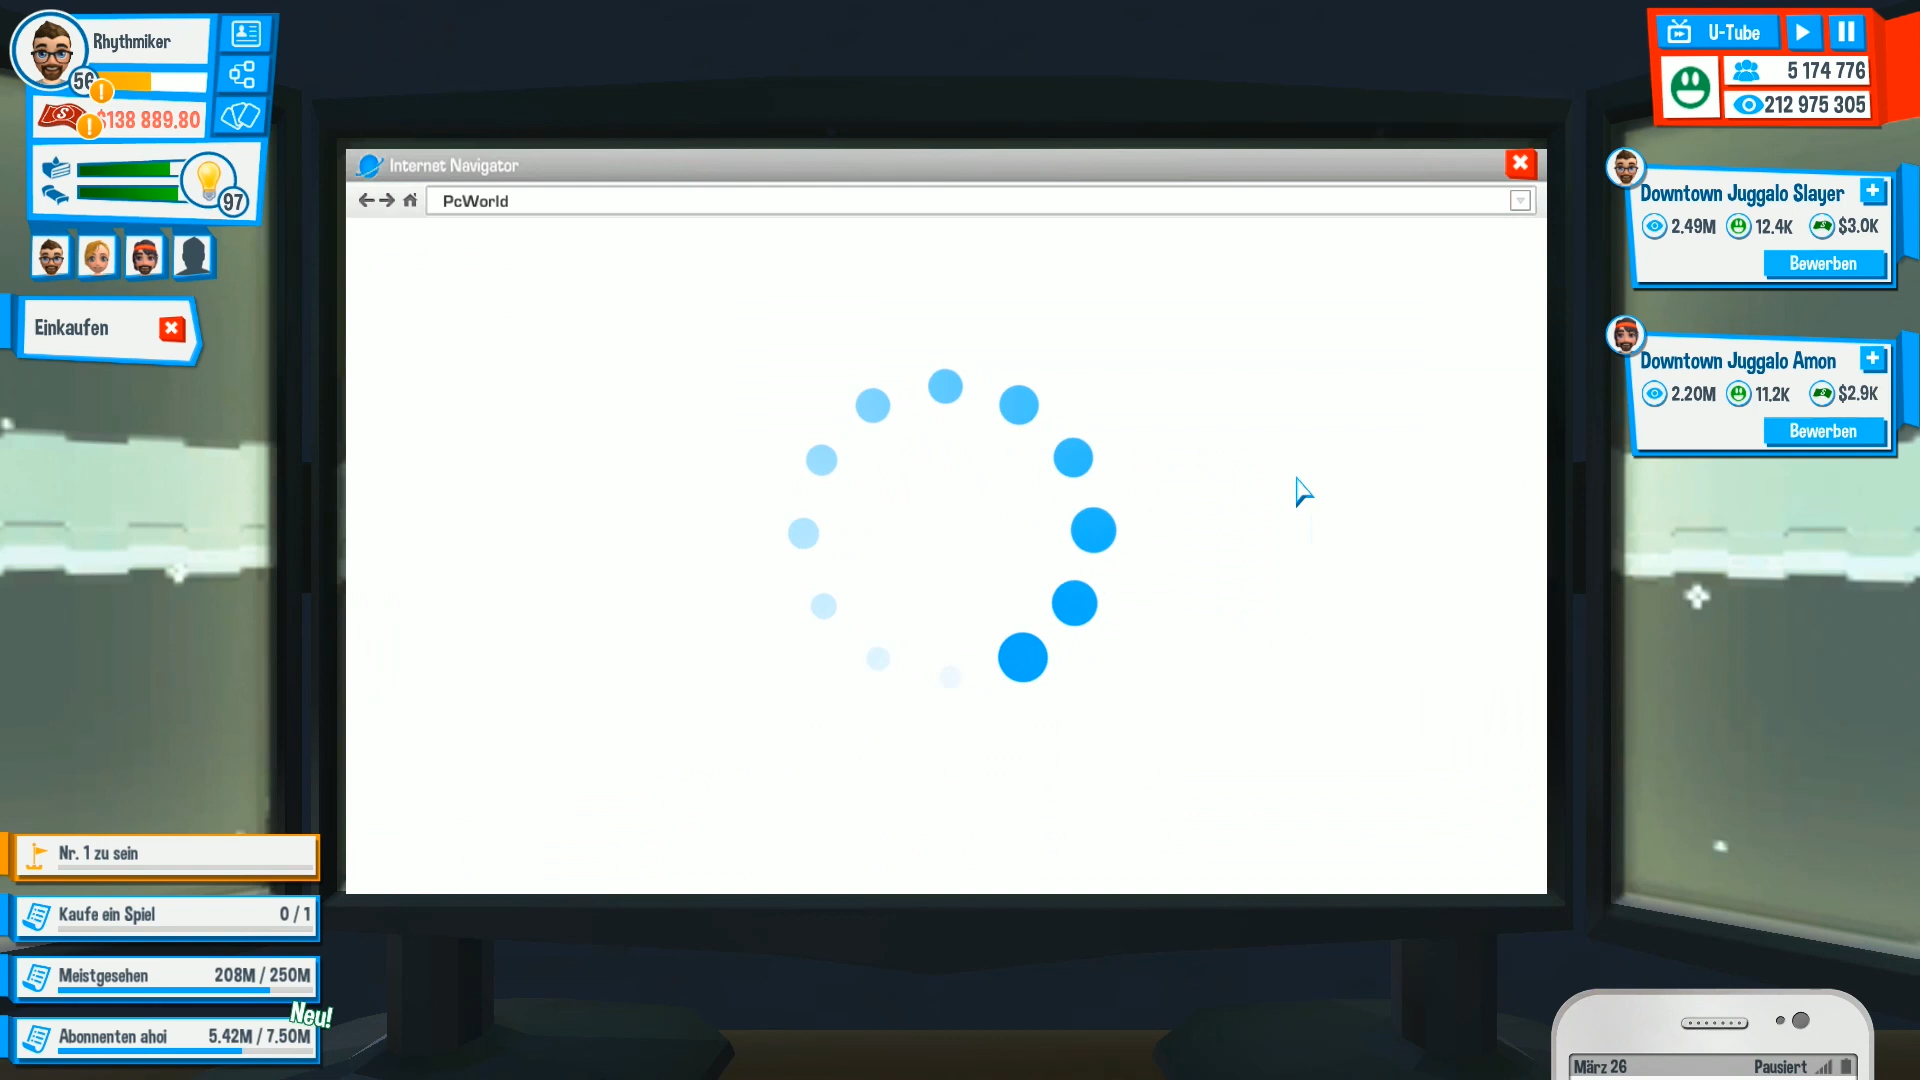 Rhythmiker
56
$138 889.80
97
Einkaufen
Internet Navigator
PcWorld
U-Tube
5 174 776
212 975 305
Downtown Juggalo Slayer
2.49M 12.4K $3.0K
Bewerben
Downtown Juggalo Amon
2.20M 11.2K $2.9K
Bewerben
Nr. 1 zu sein
Kaufe ein Spiel 0 / 1
Meistgesehen 208M / 250M
Neu!
Abonnenten ahoi 5.42M / 7.50M
März 26 Pausiert